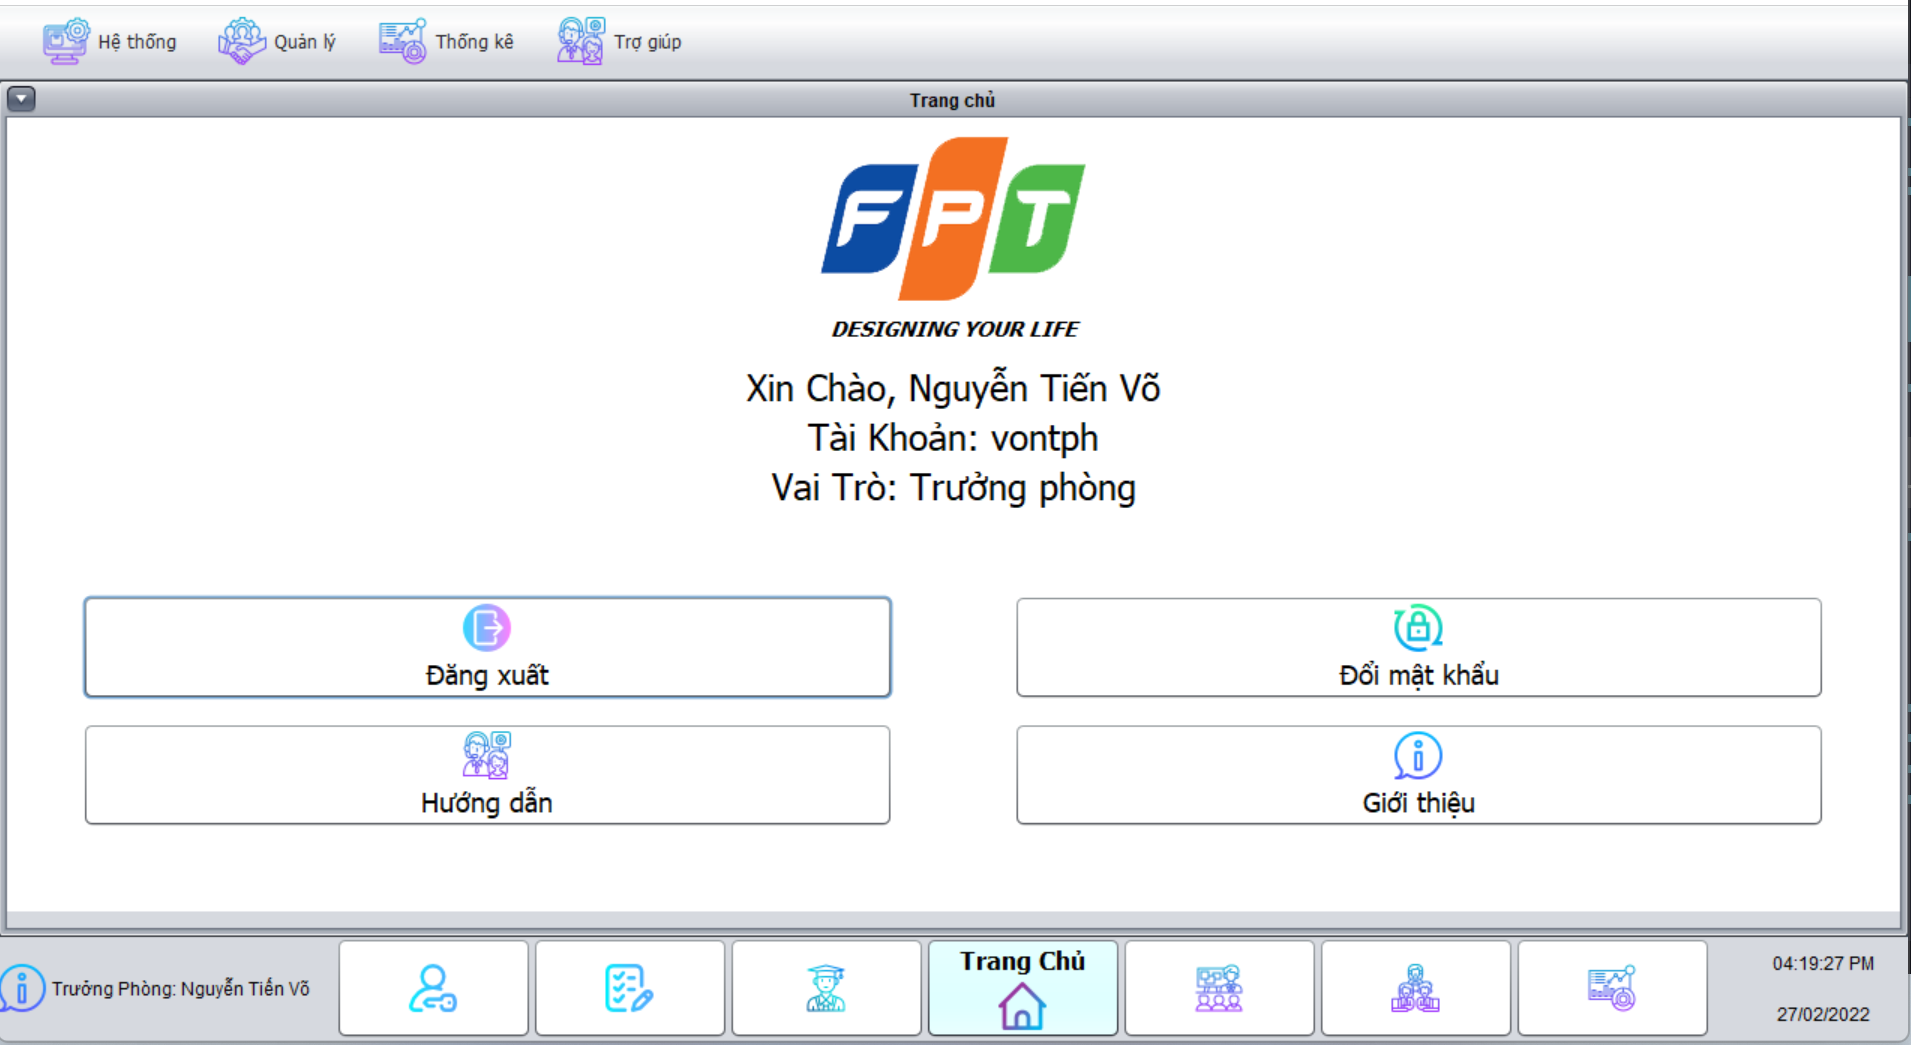 Hệ thống Quản lý Thống kê Trợ giúp
Trang chủ
FPT
DESIGNING YOUR LIFE
Xin Chào, Nguyễn Tiến Võ
Tài Khoản: vontph
Vai Trò: Trưởng phòng
Đăng xuất
Đổi mật khẩu
Hướng dẫn
Giới thiệu
Trưởng Phòng: Nguyễn Tiến Võ
Trang Chủ
04:19:27 PM
27/02/2022